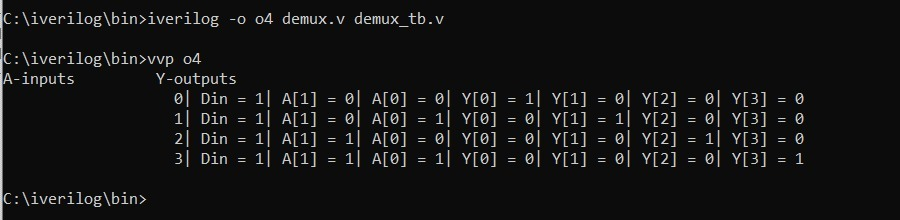 C:\iverilog\bin>iverilog -o o4 demux.v demux_tb.v
C:\iverilog\bin>vvp o4
A-inputs Y-outputs
0| Din = 1| A[1] = 0| A[0] = 0| Y[0] = 1| Y[1] = 0| Y[2] = 0| Y[3] = 0
1| Din = 1| A[1] = 0| A[0] = 1| Y[0] = 0| Y[1] = 1| Y[2] = 0| Y[3] = 0
2| Din = 1| A[1] = 1| A[0] = 0| Y[0] = 0| Y[1] = 0| Y[2] = 1| Y[3] = 0
3| Din = 1| A[1] = 1| A[0] = 1| Y[0] = 0| Y[1] = 0| Y[2] = 0| Y[3] = 1
C:\iverilog\bin>